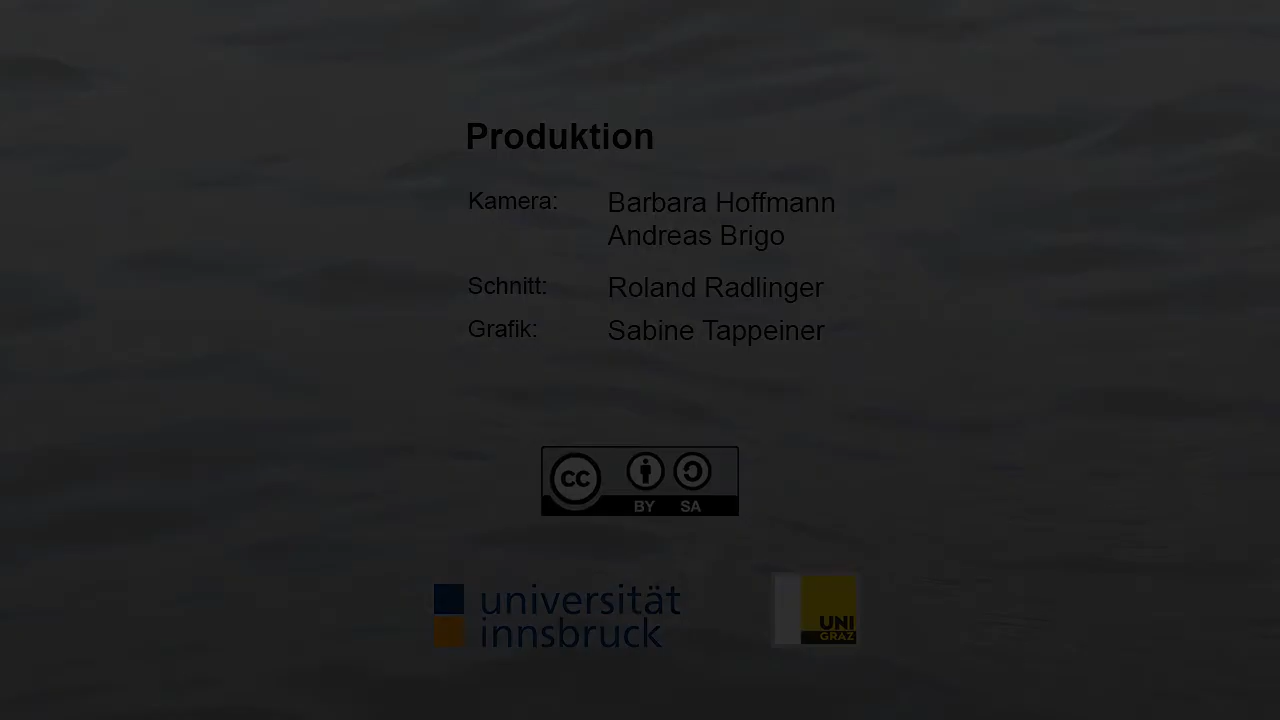 Produktion
Kamera: Barbara Hoffmann
Andreas Brigo
Schnitt: Roland Radlinger
Grafik: Sabine Tappeiner
CC BY SA
universität
innsbruck
UNI
GRAZ